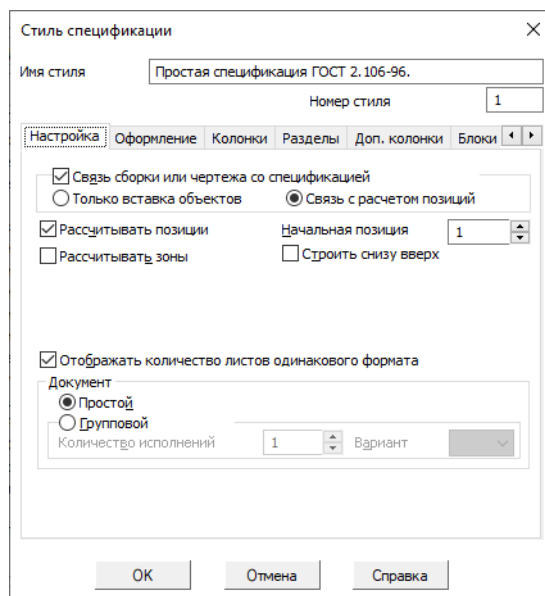 Стиль спецификации
Имя стиля Простая спецификация ГОСТ 2.106-96.
Номер стиля 1
Настройка Оформление Колонки Разделы Доп. колонки Блоки
Связь сборки или чертежа со спецификацией
Только вставка объектов Связь с расчетом позиций
Рассчитывать позиции Начальная позиция 1
Рассчитывать зоны Строить снизу вверх
Отображать количество листов одинакового формата
Документ
Простой
Групповой
Количество исполнений 1 Вариант
OK Отмена Справка